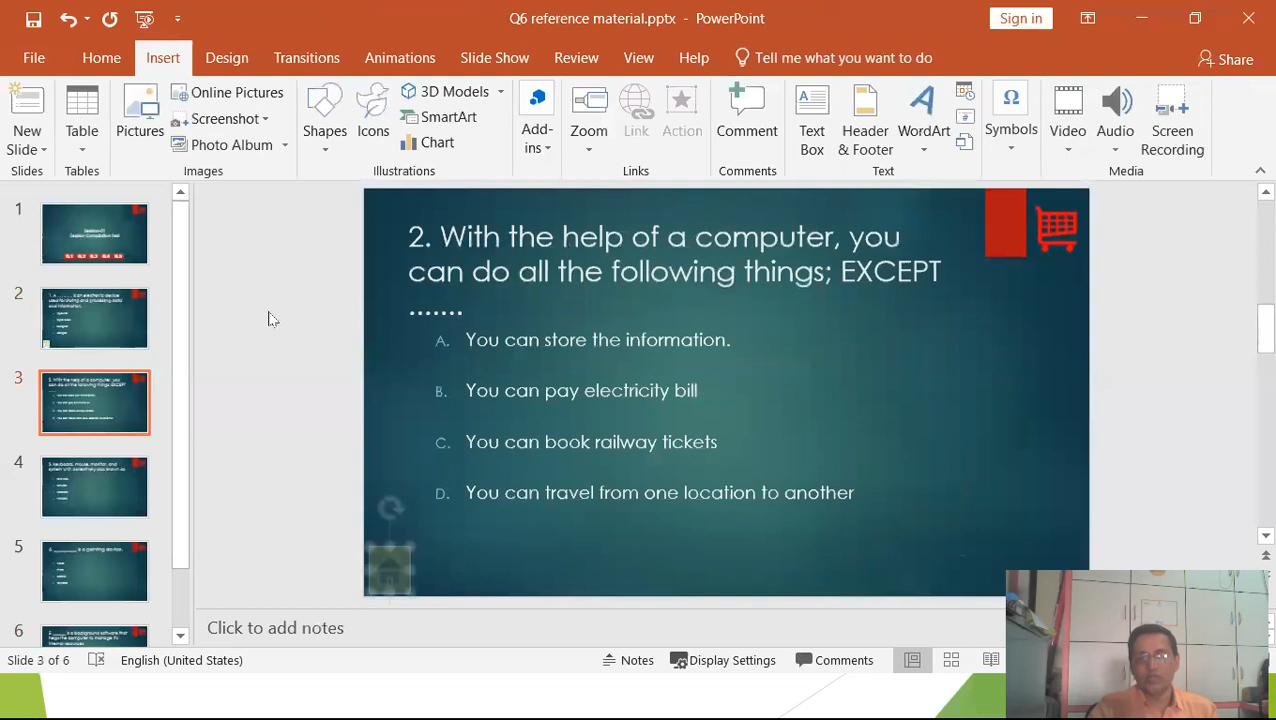 Q6 reference material.pptx - PowerPoint
Sign in
File
Home
Insert
Design
Transitions
Animations
Slide Show
Review
View
Help
Tell me what you want to do
Share
New Slide
Table
Pictures
Online Pictures
Screenshot
Photo Album
Shapes
Icons
3D Models
SmartArt
Chart
Add-ins
Zoom
Link
Action
Comment
Text Box
Header & Footer
WordArt
Symbols
Video
Audio
Screen Recording
Slides
Tables
Images
Illustrations
Links
Comments
Text
Media
1
2
3
4
5
6
2. With the help of a computer, you
can do all the following things; EXCEPT
.......
A. You can store the information.
B. You can pay electricity bill
C. You can book railway tickets
D. You can travel from one location to another
Click to add notes
Slide 3 of 6
English (United States)
Notes
Display Settings
Comments